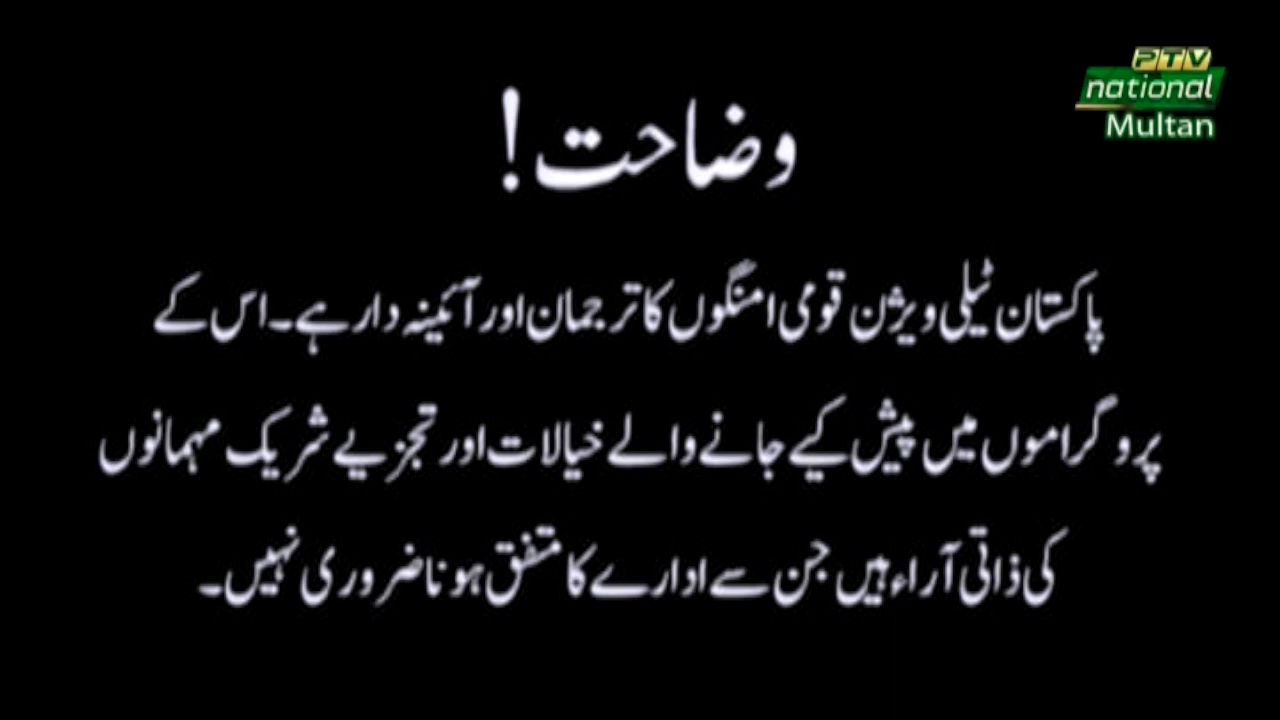 PTV
national
Multan
وضاحت!
پاکستان ٹیلی ویژن قومی امنگوں کا ترجمان اور آئینہ دار ہے۔ اس کے
پروگراموں میں پیش کیے جانے والے خیالات اور تجزیے شریک مہمانوں
کی ذاتی آراء ہیں جن سے ادارے کا متفق ہونا ضروری نہیں۔